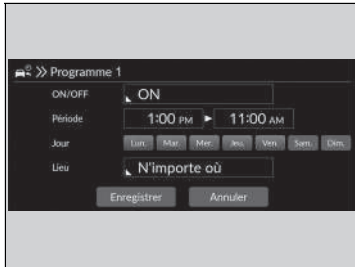 Programme 1
ON/OFF ON
Période 1:00 PM ► 11:00 AM
Jour Lun. Mar. Mer. Jeu. Ven. Sam. Dim.
Lieu N'importe où
Enregistrer Annuler